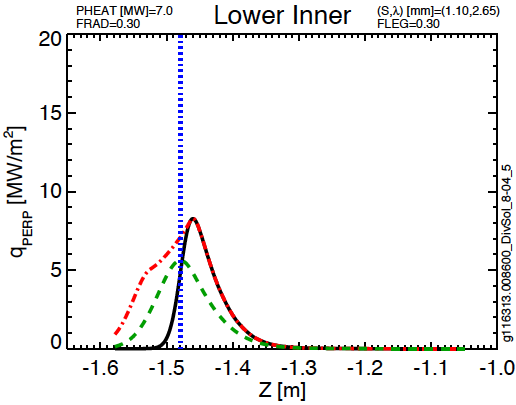 PHEAT [MW]=7.0
FRAD=0.30
Lower Inner
(S,λ) [mm]=(1.10,2.65)
FLEG=0.30
20
15
10
5
0
qPERP [MW/m²]
-1.6 -1.5 -1.4 -1.3 -1.2 -1.1 -1.0
Z [m]
g116313.008600_DivSol_8-04_5